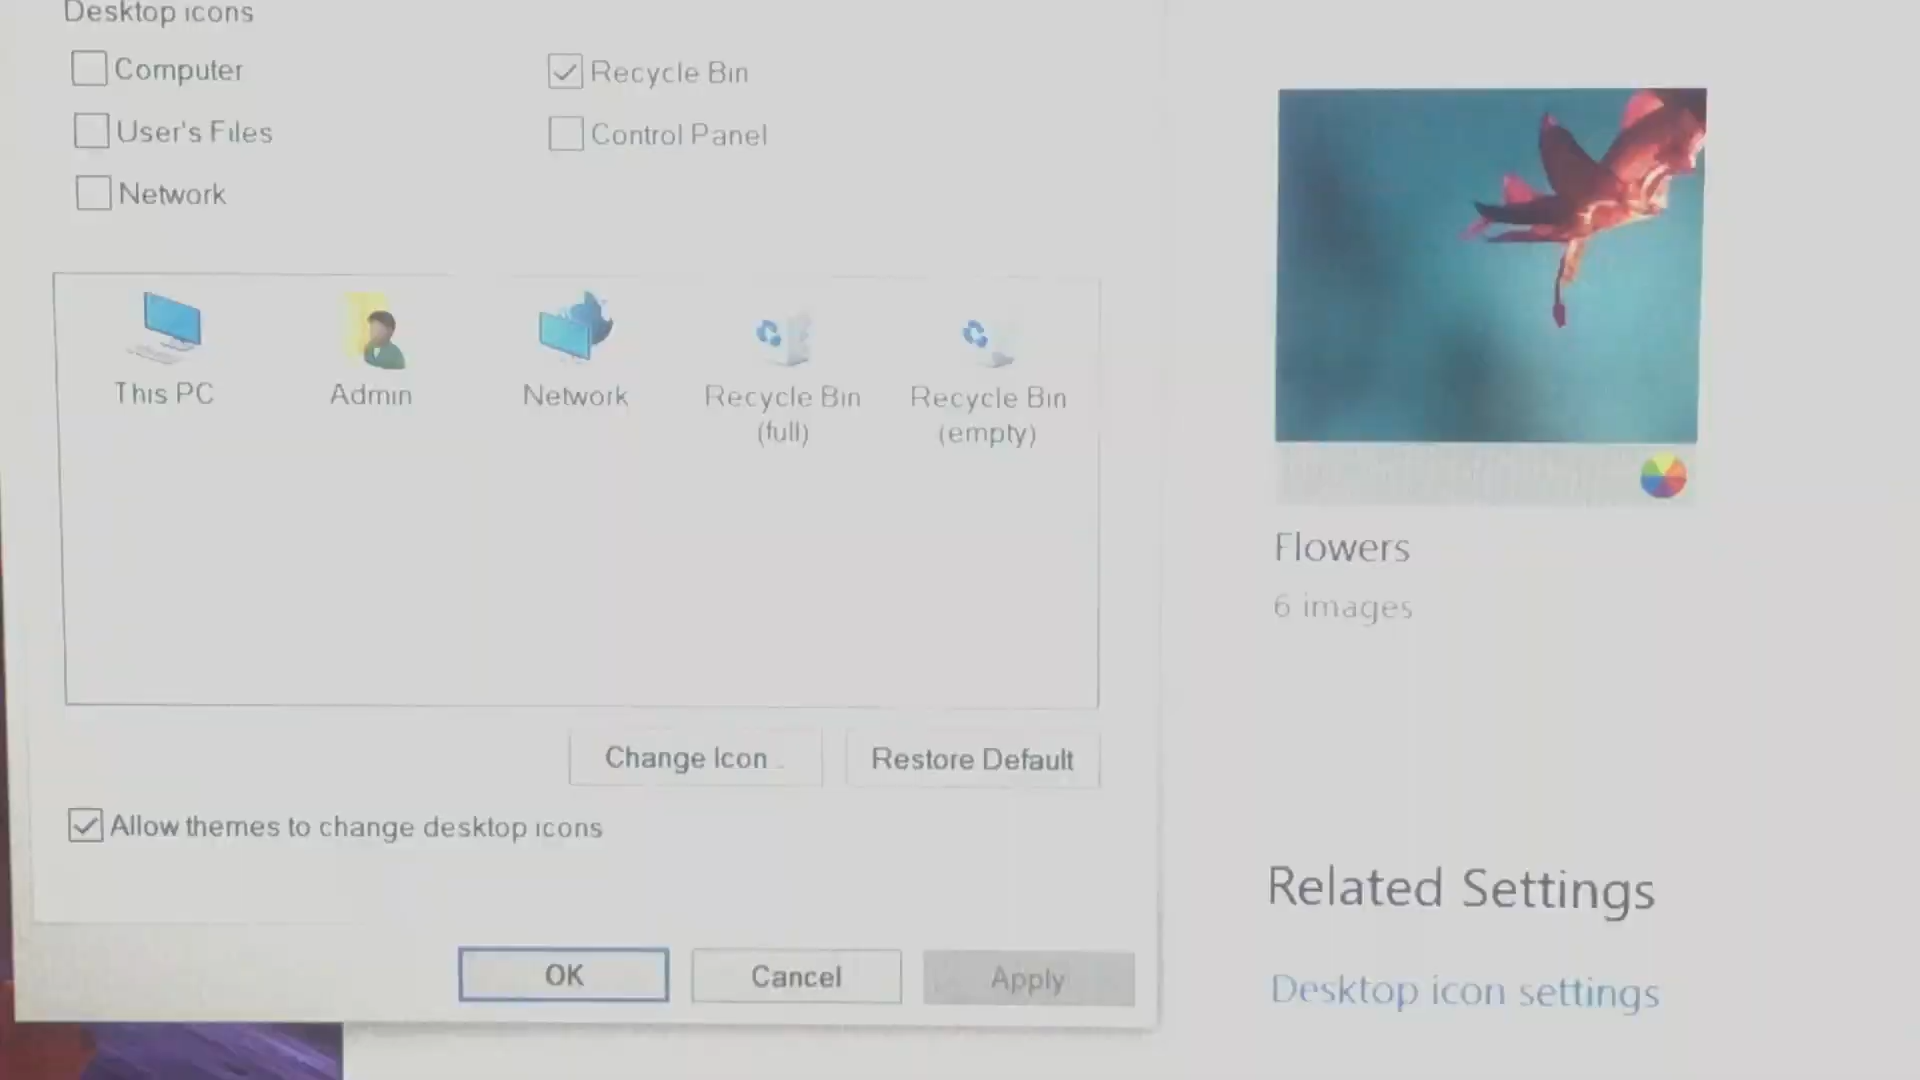 Desktop icons
Computer
Recycle Bin
User's Files
Control Panel
Network
This PC
Admin
Network
Recycle Bin
(full)
Recycle Bin
(empty)
Change Icon...
Restore Default
Allow themes to change desktop icons
OK
Cancel
Apply
Flowers
6 images
Related Settings
Desktop icon settings